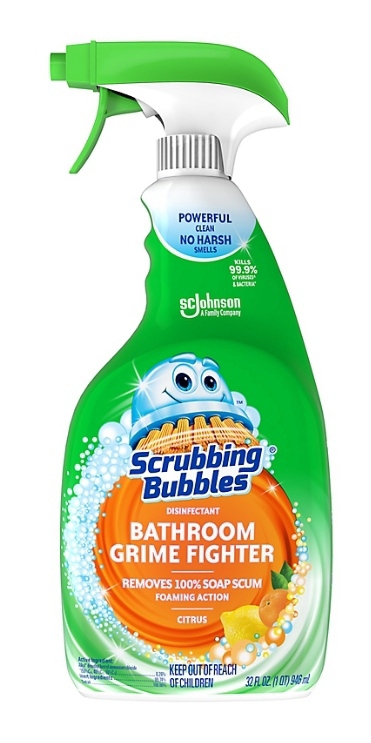 POWERFUL
CLEAN
NO HARSH
SMELLS
KILLS
99.9%
OF VIRUSES*
& BACTERIA*
SCJohnson
A Family Company
TM
Scrubbing
Bubbles®
DISINFECTANT
BATHROOM
GRIME FIGHTER
REMOVES 100% SOAP SCUM
FOAMING ACTION
CITRUS
KEEP OUT OF REACH
OF CHILDREN
32 FL. OZ. (1 QT) 946 mL